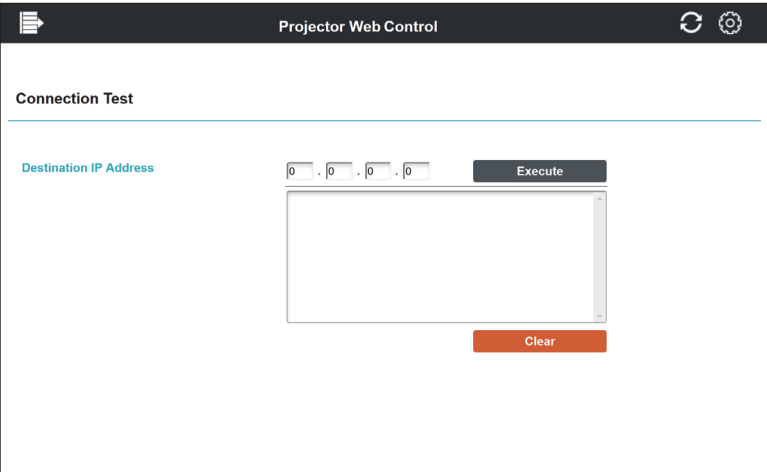 Projector Web Control
Connection Test
Destination IP Address 0 . 0 . 0 . 0 Execute
Clear